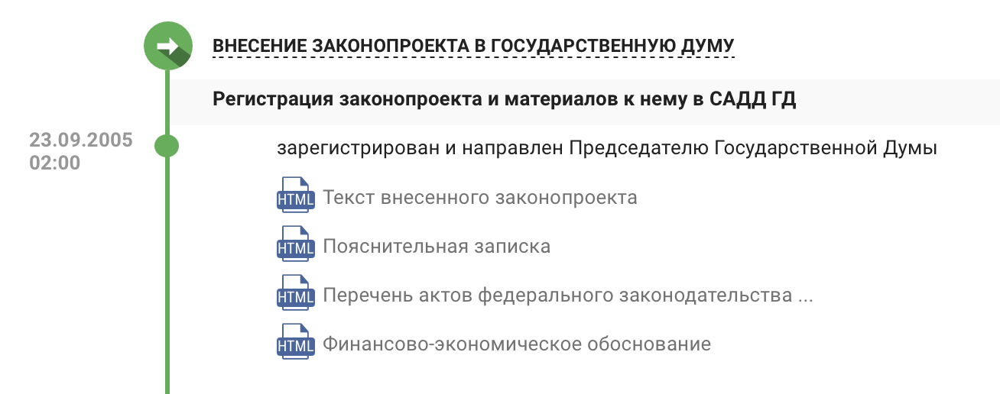 ВНЕСЕНИЕ ЗАКОНОПРОЕКТА В ГОСУДАРСТВЕННУЮ ДУМУ
Регистрация законопроекта и материалов к нему в САДД ГД
23.09.2005
02:00
зарегистрирован и направлен Председателю Государственной Думы
HTML Текст внесенного законопроекта
HTML Пояснительная записка
HTML Перечень актов федерального законодательства ...
HTML Финансово-экономическое обоснование